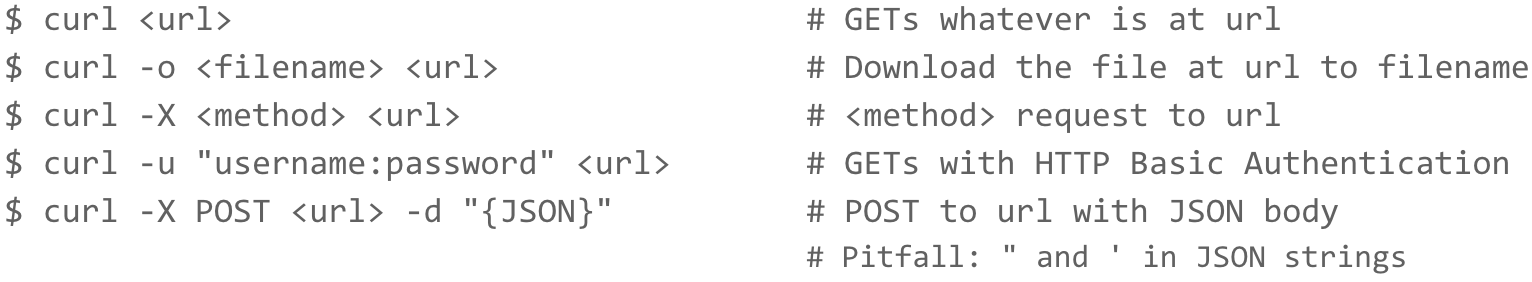 $ curl <url> # GETs whatever is at url
$ curl -o <filename> <url> # Download the file at url to filename
$ curl -X <method> <url> # <method> request to url
$ curl -u "username:password" <url> # GETs with HTTP Basic Authentication
$ curl -X POST <url> -d "{JSON}" # POST to url with JSON body
# Pitfall: " and ' in JSON strings